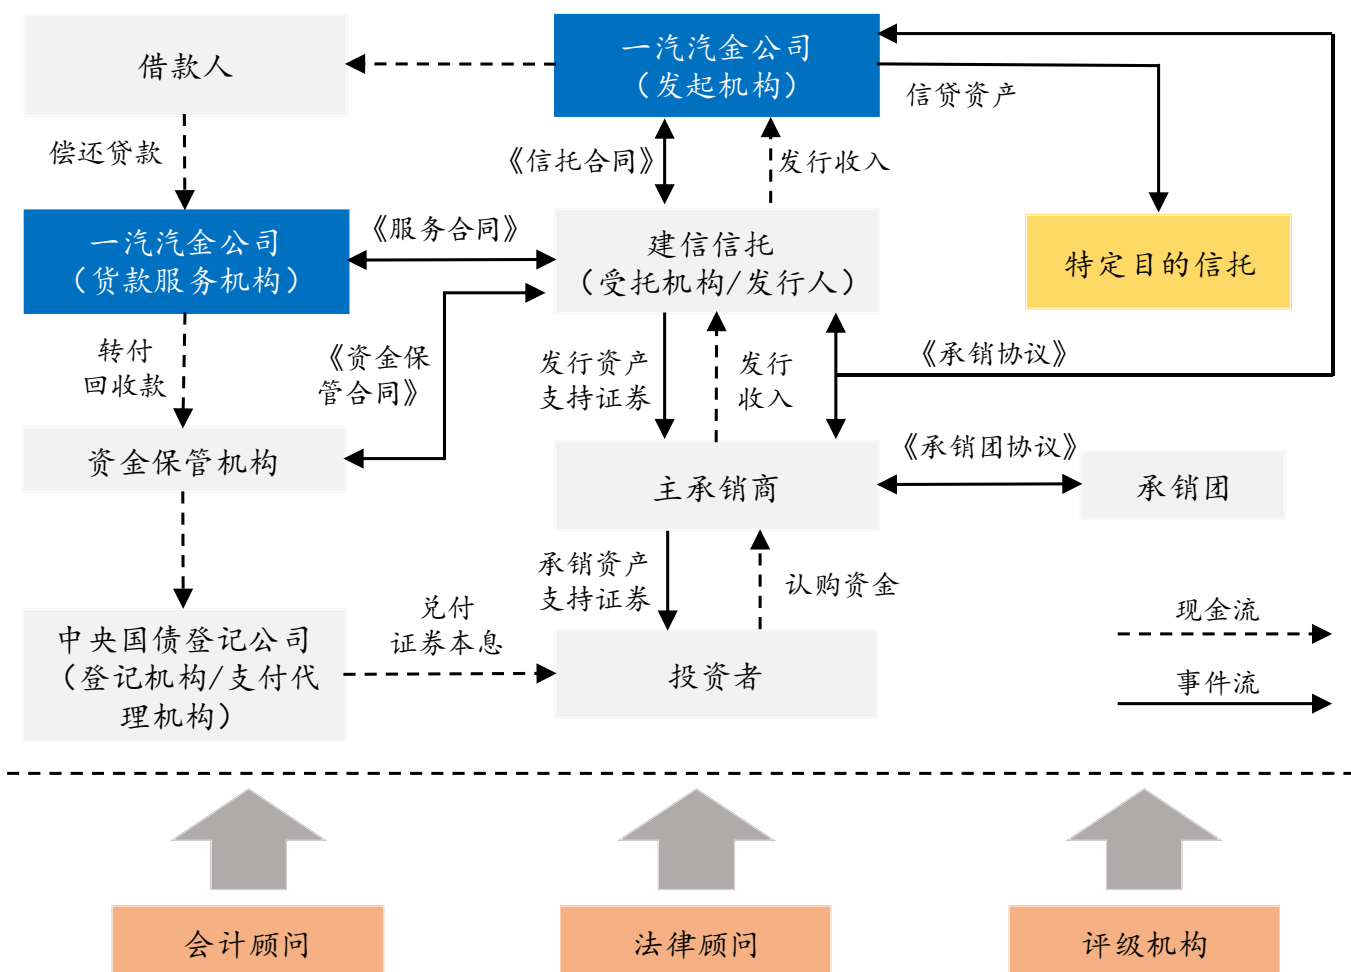 借款人
一汽汽金公司
（发起机构）
信贷资产
偿还贷款
《信托合同》
发行收入
一汽汽金公司
（货款服务机构）
《服务合同》
建信信托
（受托机构/发行人）
特定目的信托
转付
回收款
《资金保
管合同》
发行资产
支持证券
发行
收入
《承销协议》
资金保管机构
主承销商
《承销团协议》
承销团
承销资产
支持证券
认购资金
中央国债登记公司
（登记机构/支付代
理机构）
兑付
证券本息
投资者
现金流
事件流
会计顾问
法律顾问
评级机构